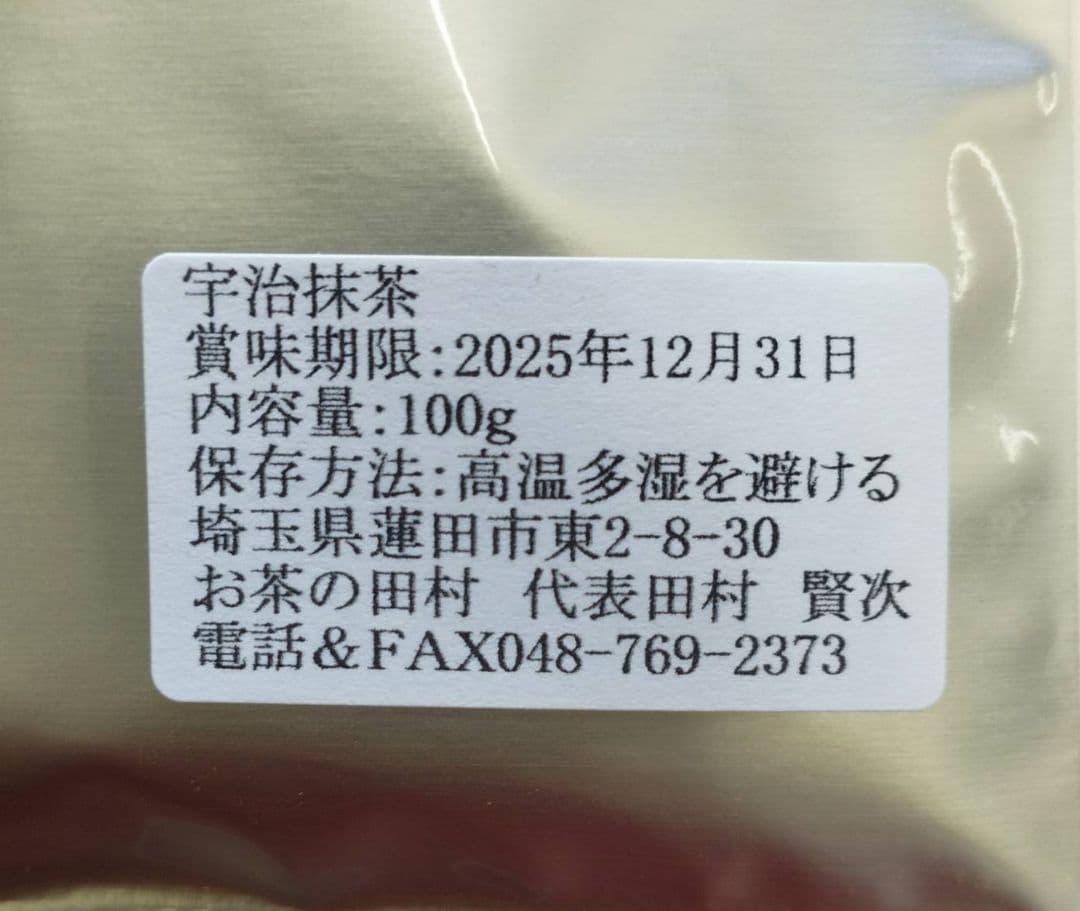 宇治抹茶
賞味期限:2025年12月31日
内容量:100g
保存方法:高温多湿を避ける
埼玉県蓮田市東2-8-30
お茶の田村 代表田村 賢次
電話&FAX048-769-2373